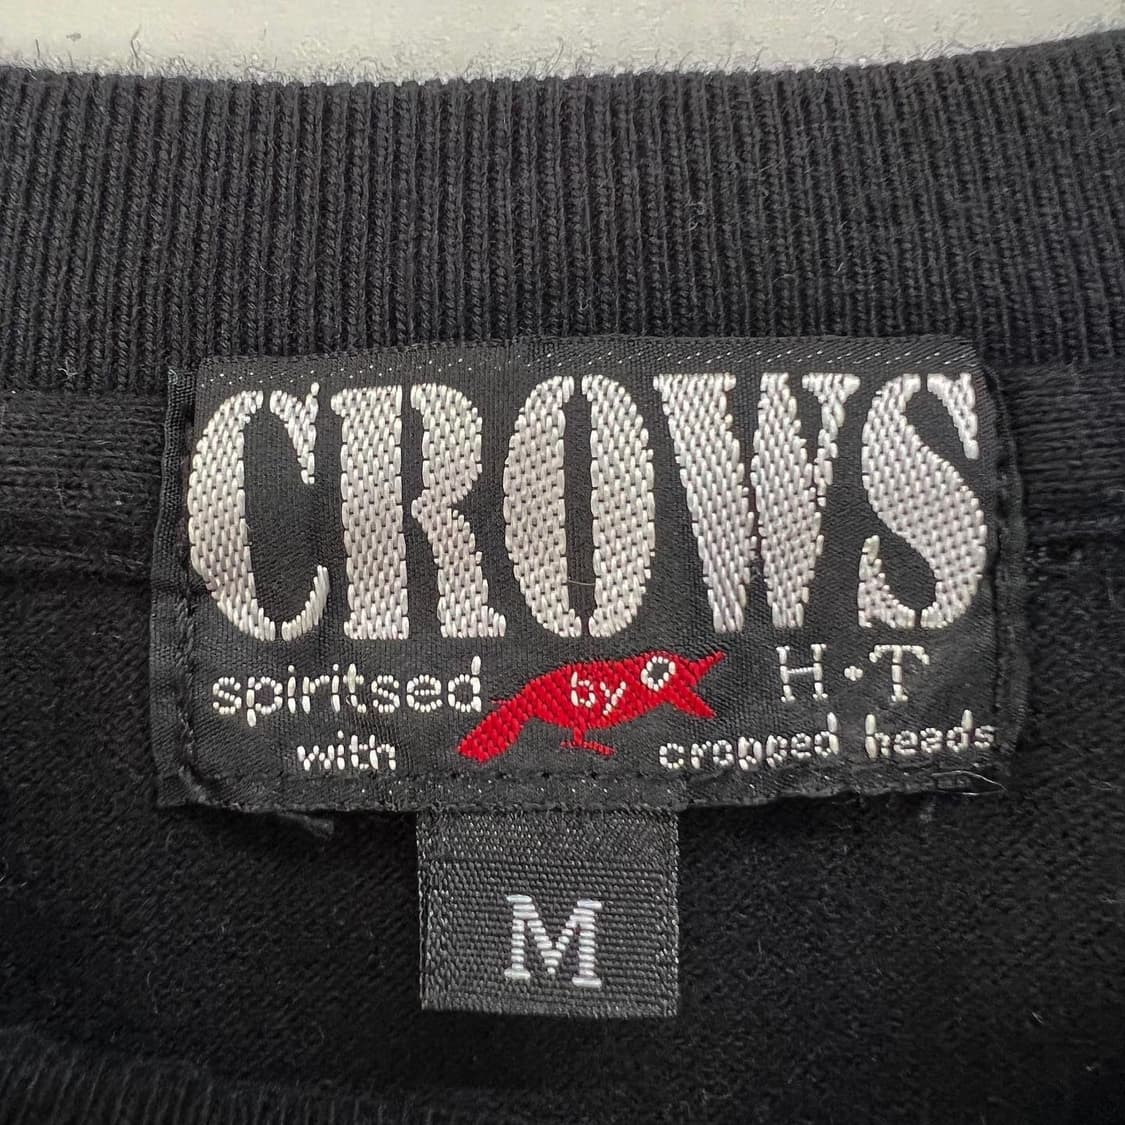 CROWS
spiritsed by H·T
with cropped heads
M